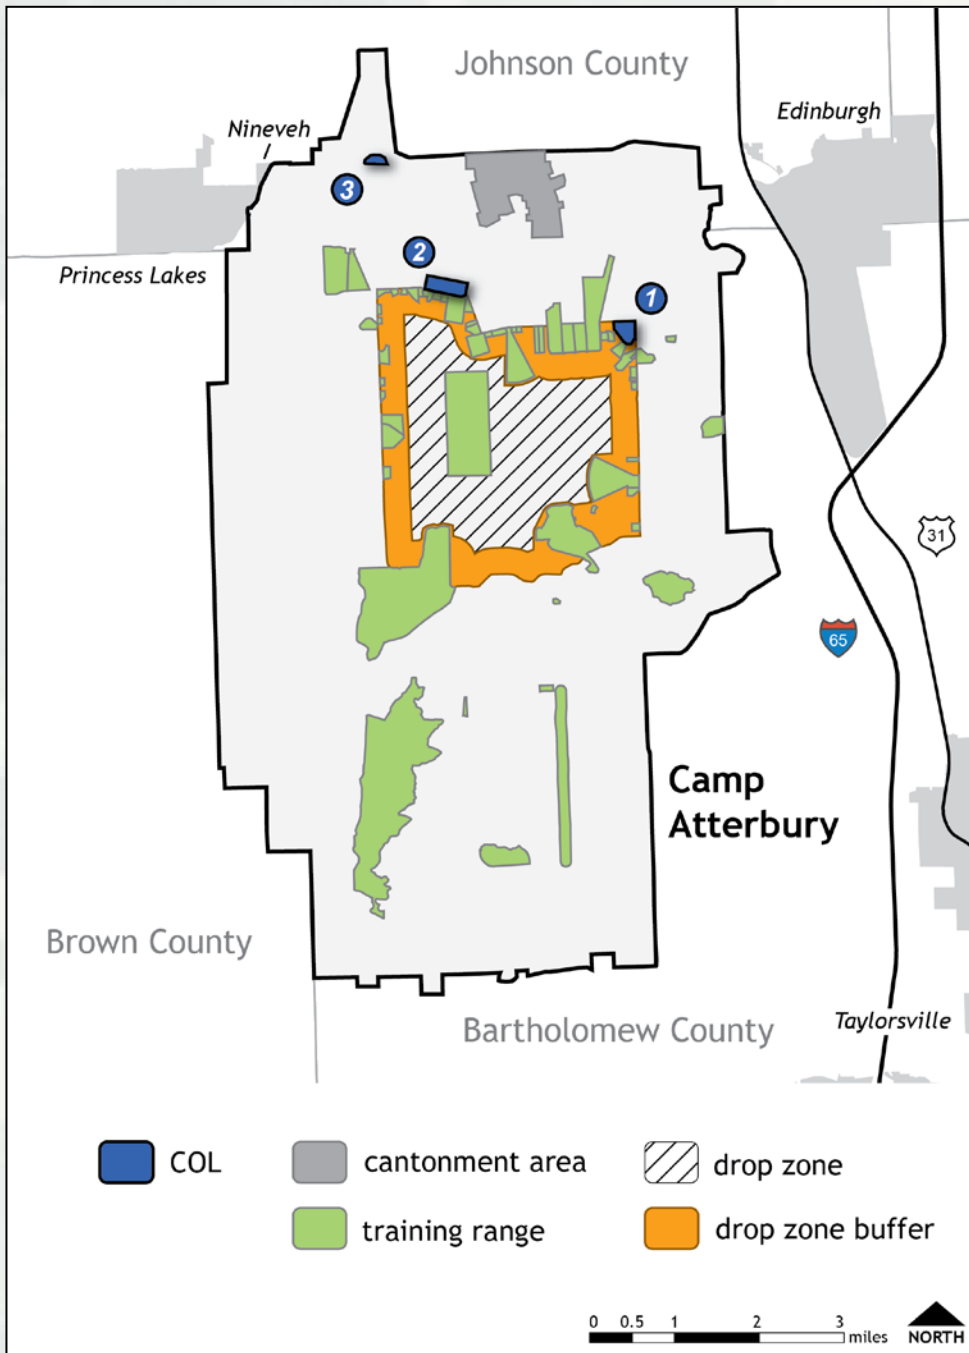 Johnson County
Edinburgh
Nineveh
3
2
Princess Lakes
1
31
65
Camp
Atterbury
Brown County
Taylorsville
Bartholomew County
COL
cantonment area
drop zone
training range
drop zone buffer
0 0.5 1 2 3
miles
NORTH